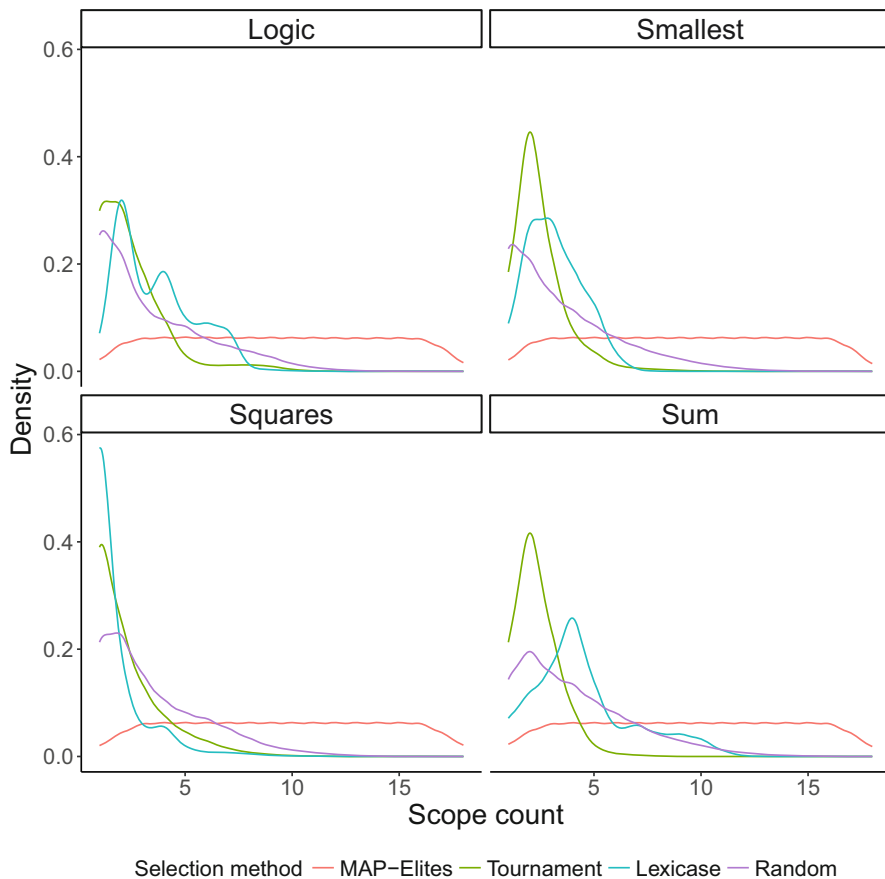 Logic Smallest
0.6
0.4
0.2
0.0
Squares Sum
0.6
0.4
0.2
0.0
Density
5 10 15 5 10 15
Scope count
Selection method MAP−Elites Tournament Lexicase Random